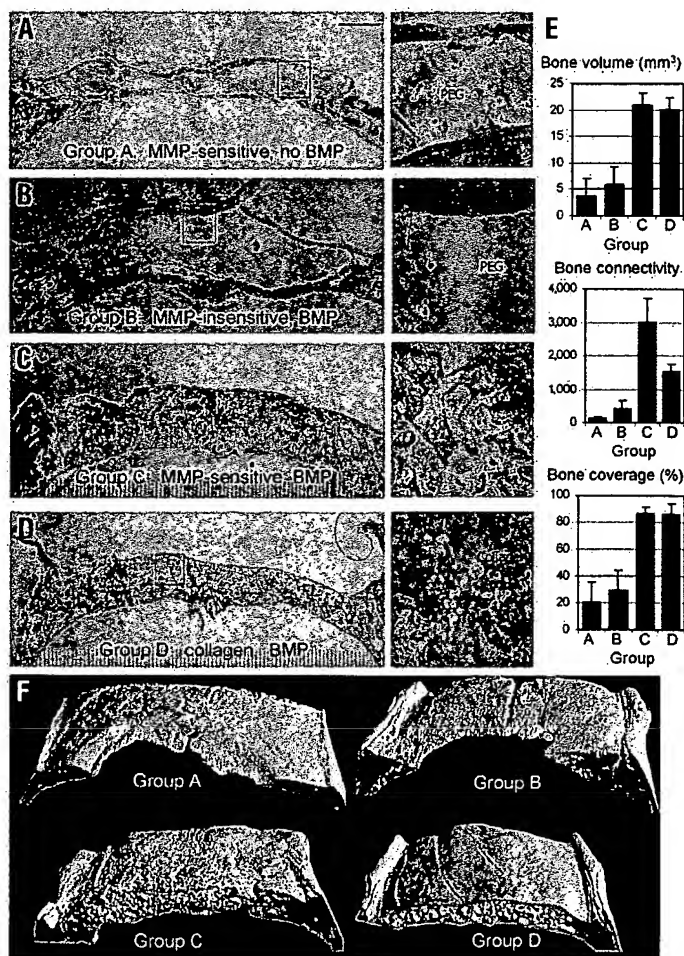 A
PEG
Group A: MMP-sensitive, no BMP
B
PEG
Group B: MMP-insensitive, BMP
C
Group C: MMP-sensitive, BMP
D
Group D: collagen, BMP
E
Bone volume (mm³)
25
20
15
10
5
0
A B C D
Group
Bone connectivity
4,000
3,000
2,000
1,000
0
A B C D
Group
Bone coverage (%)
100
80
60
40
20
0
A B C D
Group
F
Group A
Group B
Group C
Group D